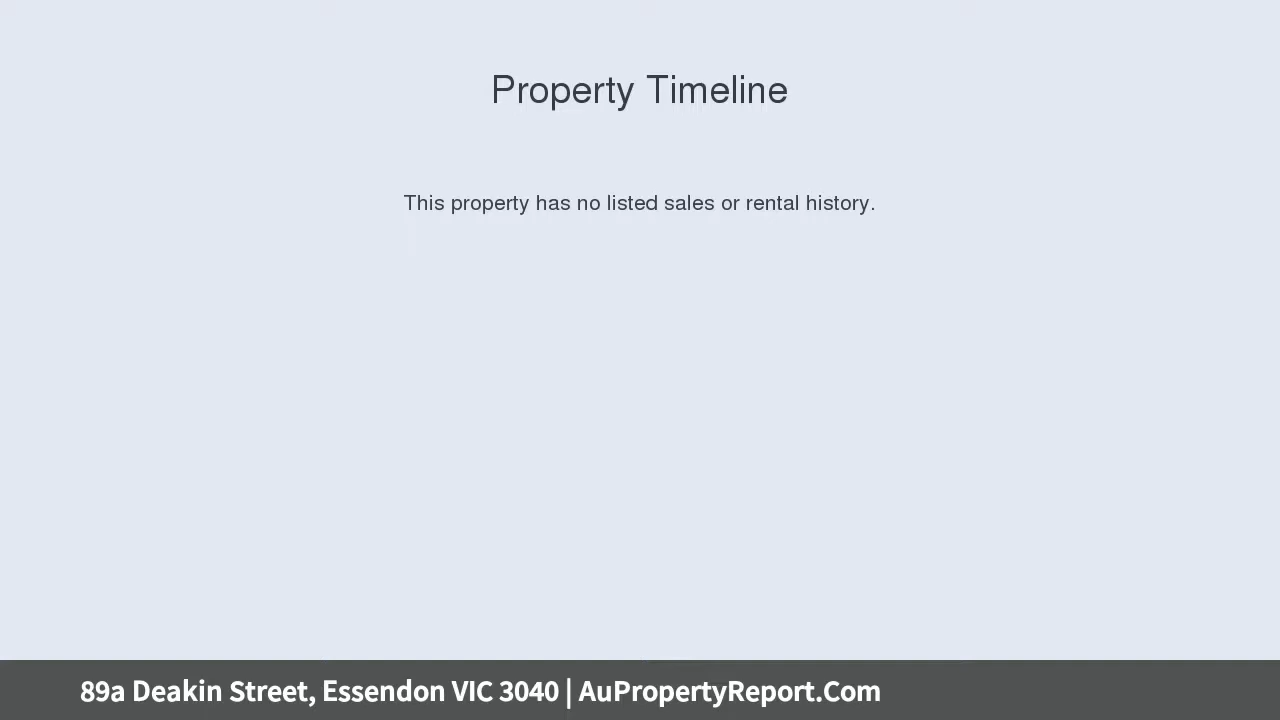 Property Timeline
This property has no listed sales or rental history.
89a Deakin Street, Essendon VIC 3040 | AuPropertyReport.Com